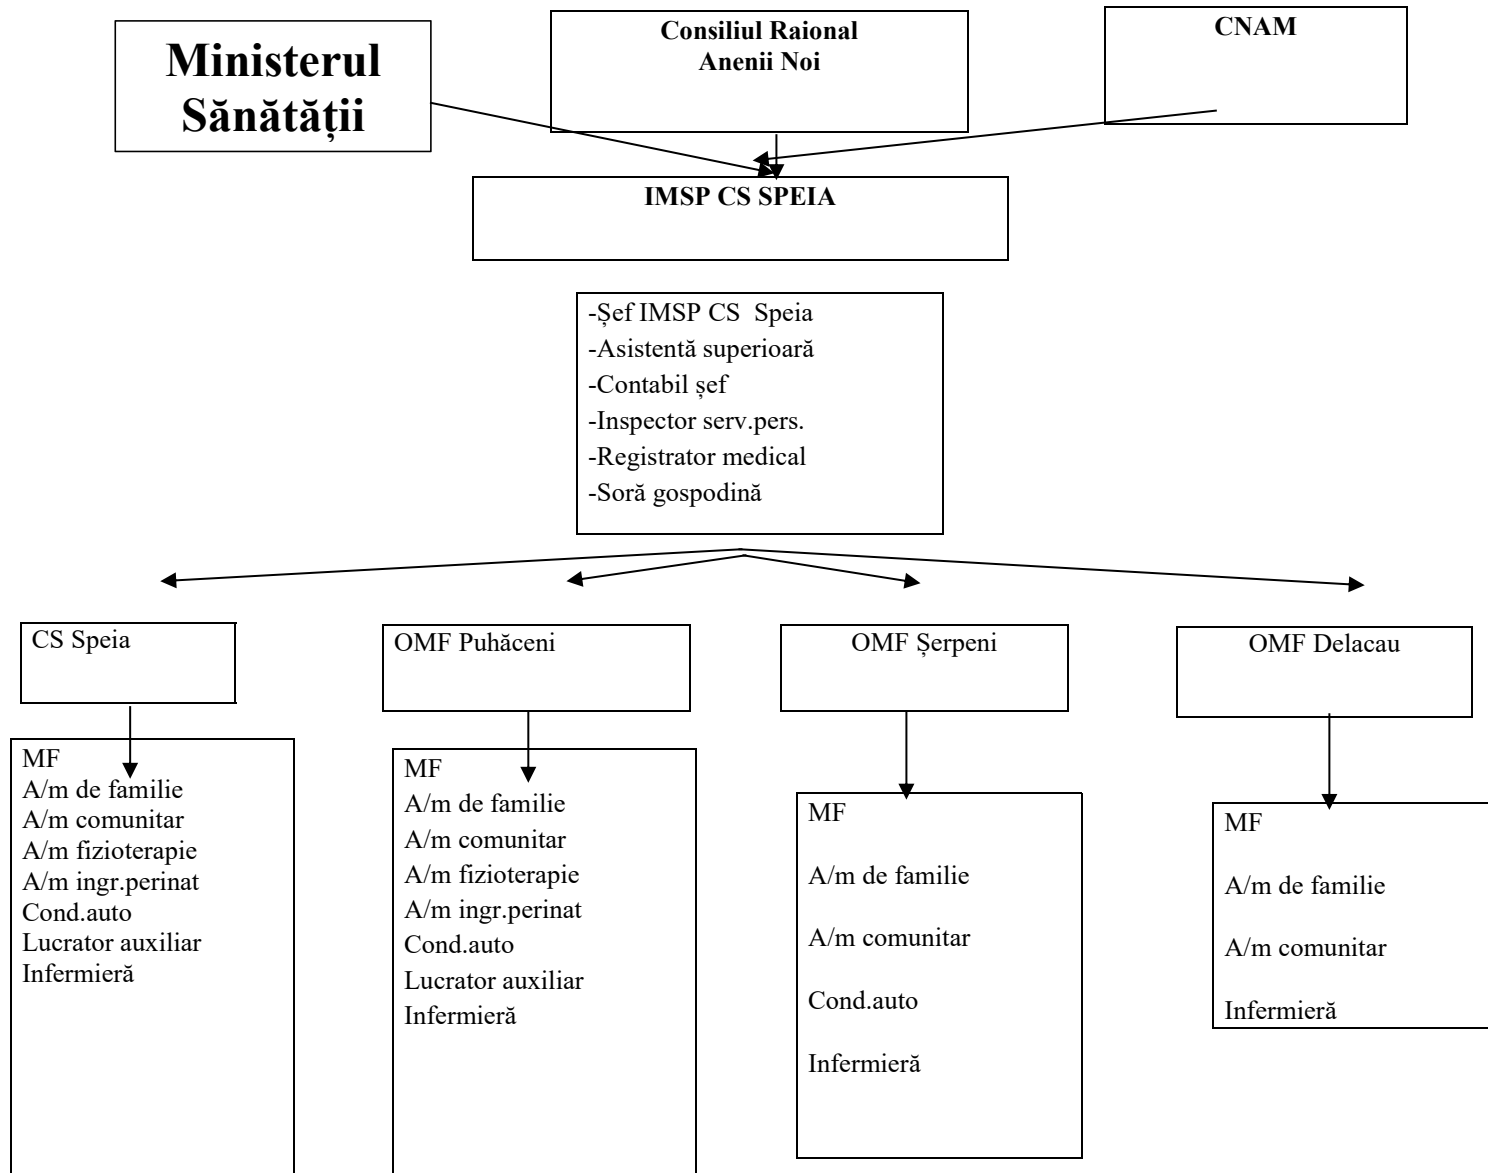 Ministerul
Sănătății
Consiliul Raional
Anenii Noi
CNAM
IMSP CS SPEIA
-Șef IMSP CS  Speia
-Asistentă superioară
-Contabil șef
-Inspector serv.pers.
-Registrator medical
-Soră gospodină
CS Speia
OMF Puhăceni
OMF Șerpeni
OMF Delacau
MF
A/m de familie
A/m comunitar
A/m fizioterapie
A/m ingr.perinat
Cond.auto
Lucrator auxiliar
Infermieră
MF
A/m de familie
A/m comunitar
A/m fizioterapie
A/m ingr.perinat
Cond.auto
Lucrator auxiliar
Infermieră
MF
A/m de familie
A/m comunitar
Cond.auto
Infermieră
MF
A/m de familie
A/m comunitar
Infermieră